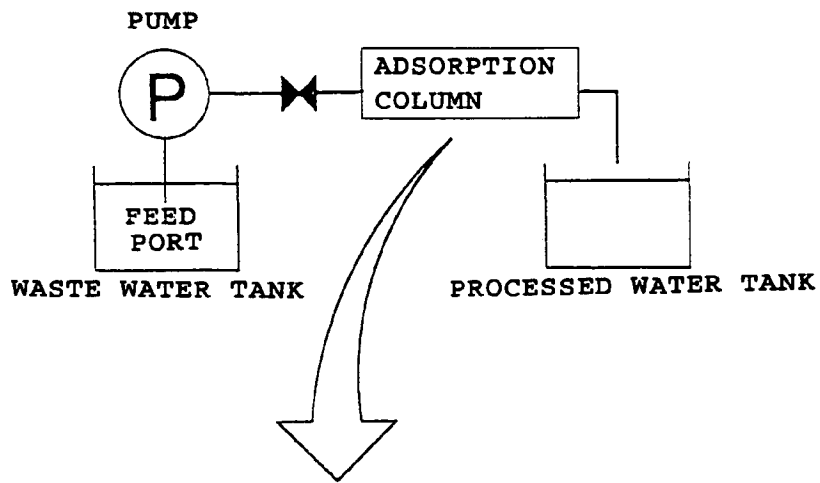 PUMP
P
ADSORPTION
COLUMN
FEED
PORT
WASTE WATER TANK
PROCESSED WATER TANK